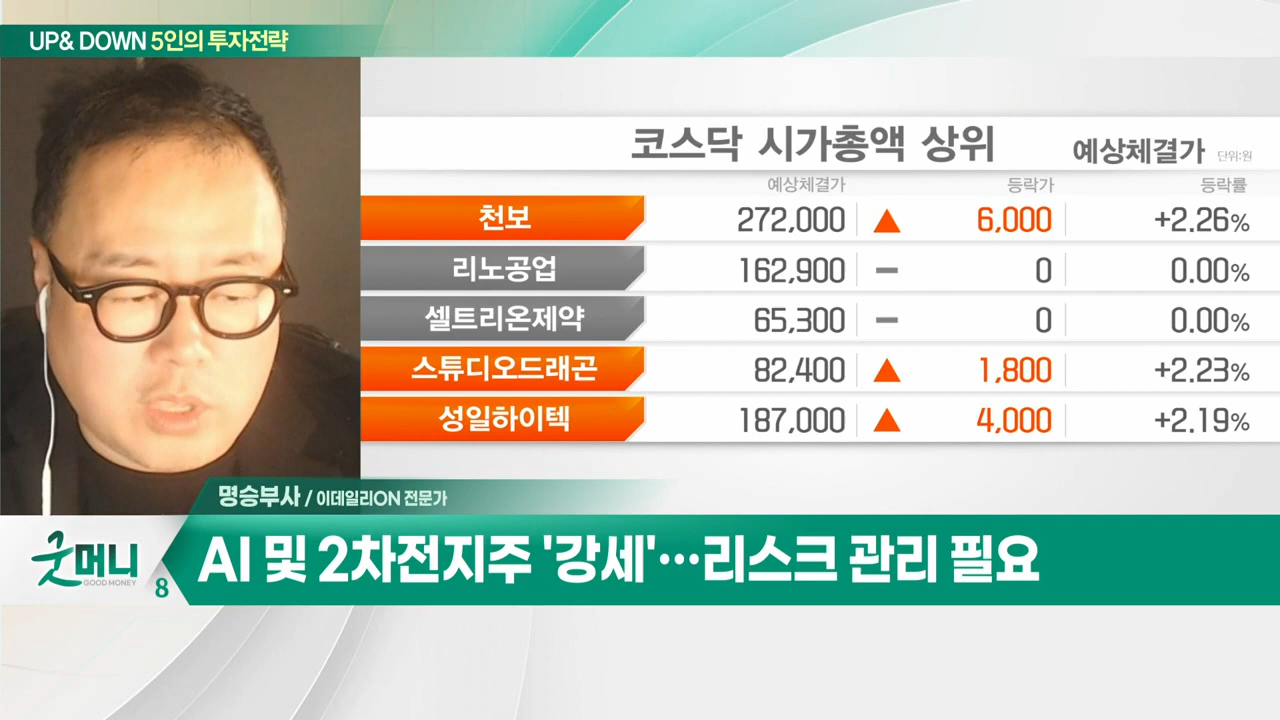 UP& DOWN 5인의 투자전략
코스닥 시가총액 상위 예상체결가 단위:원
예상체결가 등락가 등락률
천보 272,000 ▲ 6,000 +2.26%
리노공업 162,900 - 0 0.00%
셀트리온제약 65,300 - 0 0.00%
스튜디오드래곤 82,400 ▲ 1,800 +2.23%
성일하이텍 187,000 ▲ 4,000 +2.19%
명승부사 / 이데일리ON 전문가
굿머니
GOOD MONEY
8
AI 및 2차전지주 '강세'…리스크 관리 필요